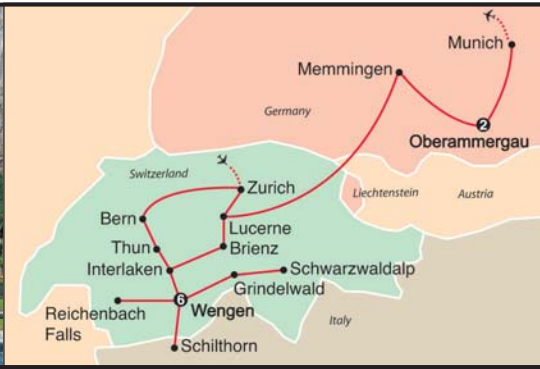 Munich
Memmingen
Germany
2
Oberammergau
Switzerland
Zurich
Liechtenstein
Austria
Bern
Lucerne
Thun
Brienz
Interlaken
Schwarzwaldalp
Grindelwald
6
Wengen
Reichenbach
Falls
Italy
Schilthorn